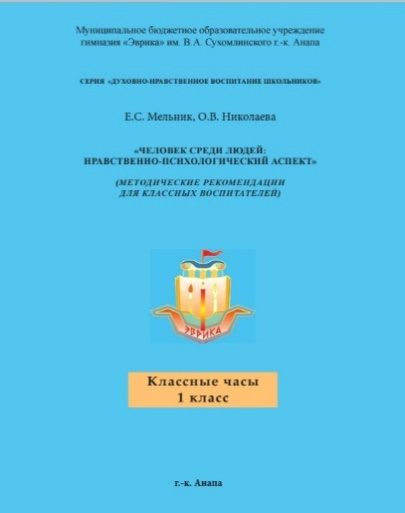 Муниципальное бюджетное образовательное учреждение
гимназия «Эврика» им. В.А. Сухомлинского г.-к. Анапа
СЕРИЯ «ДУХОВНО-НРАВСТВЕННОЕ ВОСПИТАНИЕ ШКОЛЬНИКОВ»
Е.С. Мельник, О.В. Николаева
«ЧЕЛОВЕК СРЕДИ ЛЮДЕЙ:
НРАВСТВЕННО-ПСИХОЛОГИЧЕСКИЙ АСПЕКТ»
(МЕТОДИЧЕСКИЕ РЕКОМЕНДАЦИИ
ДЛЯ КЛАССНЫХ ВОСПИТАТЕЛЕЙ)
ЭВРИКА
Классные часы
1 класс
г.-к. Анапа